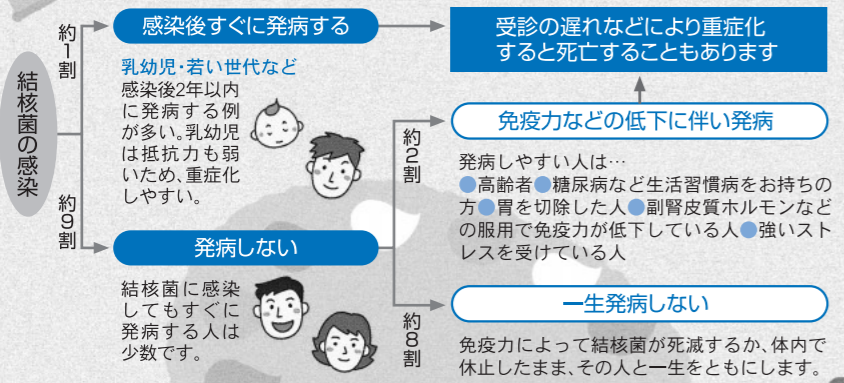 結核菌の感染
約1割
感染後すぐに発病する
乳幼児・若い世代など
感染後2年以内
に発病する例
が多い。乳幼児
は抵抗力も弱
いため、重症化
しやすい。
受診の遅れなどにより重症化
すると死亡することもあります
約9割
発病しない
結核菌に感染
してもすぐに
発病する人は
少数です。
約2割
免疫力などの低下に伴い発病
発病しやすい人は…
●高齢者●糖尿病など生活習慣病をお持ちの
方●胃を切除した人●副腎皮質ホルモンなど
の服用で免疫力が低下している人●強いスト
レスを受けている人
約8割
一生発病しない
免疫力によって結核菌が死滅するか、体内で
休止したまま、その人と一生をともにします。